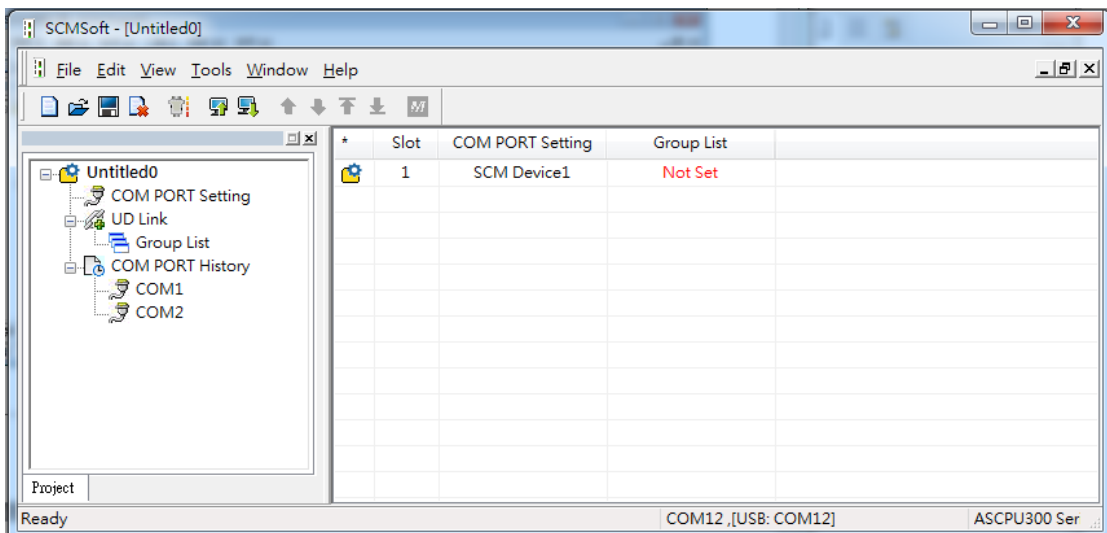 SCMSoft - [Untitled0]
File Edit View Tools Window Help
M
* Slot COM PORT Setting Group List
1 SCM Device1 Not Set
Untitled0
COM PORT Setting
UD Link
Group List
COM PORT History
COM1
COM2
Project
Ready COM12 ,[USB: COM12] ASCPU300 Ser